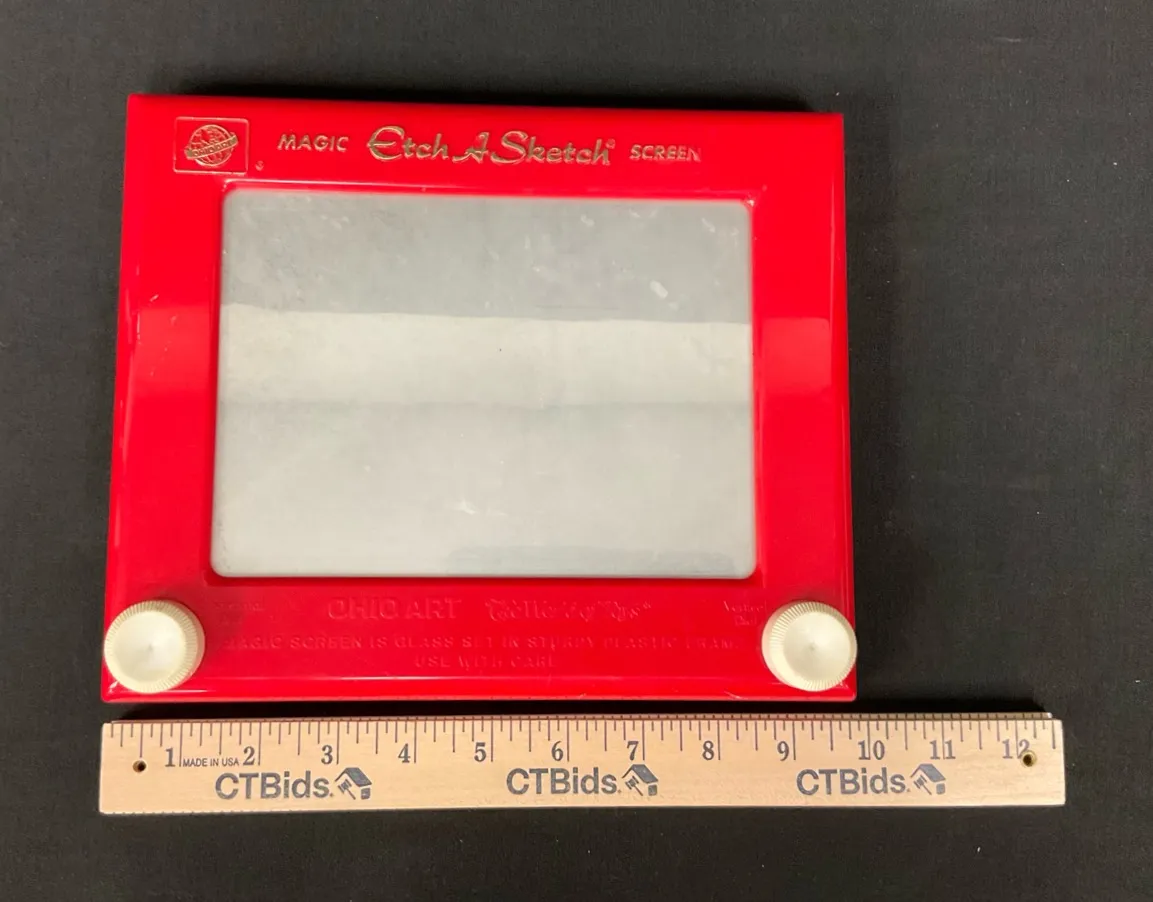 MAGIC Etch A Sketch® SCREEN
OHIO ART
MAGIC SCREEN IS GLASS SET IN STURDY PLASTIC FRAME
USE WITH CARE
1 2 3 4 5 6 7 8 9 10 11 12
MADE IN USA
CTBids. CTBids. CTBids.